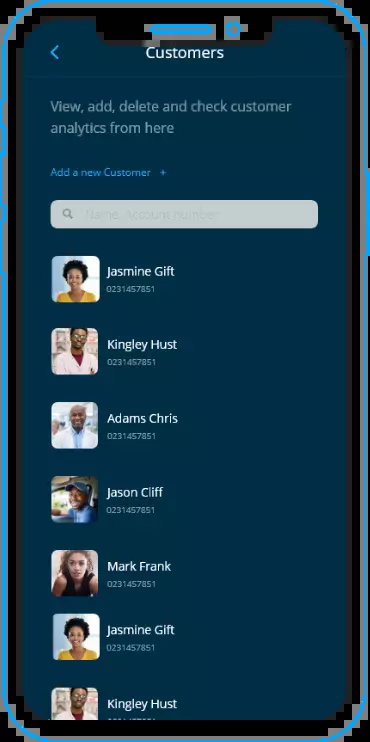 Customers
View, add, delete and check customer
analytics from here
Add a new Customer +
Name, Account number
Jasmine Gift
0231457851
Kingley Hust
0231457851
Adams Chris
0231457851
Jason Cliff
0231457851
Mark Frank
0231457851
Jasmine Gift
0231457851
Kingley Hust